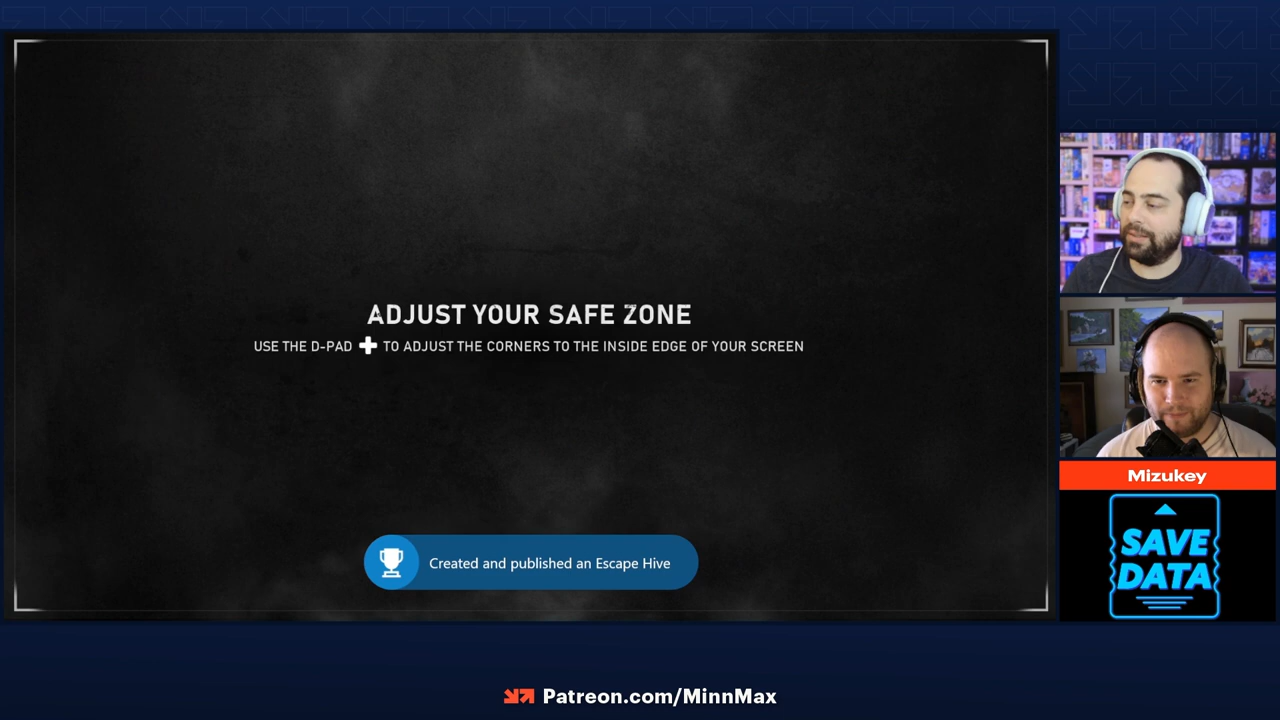 ADJUST YOUR SAFE ZONE
USE THE D-PAD TO ADJUST THE CORNERS TO THE INSIDE EDGE OF YOUR SCREEN
Created and published an Escape Hive
Mizukey
SAVE
DATA
Patreon.com/MinnMax